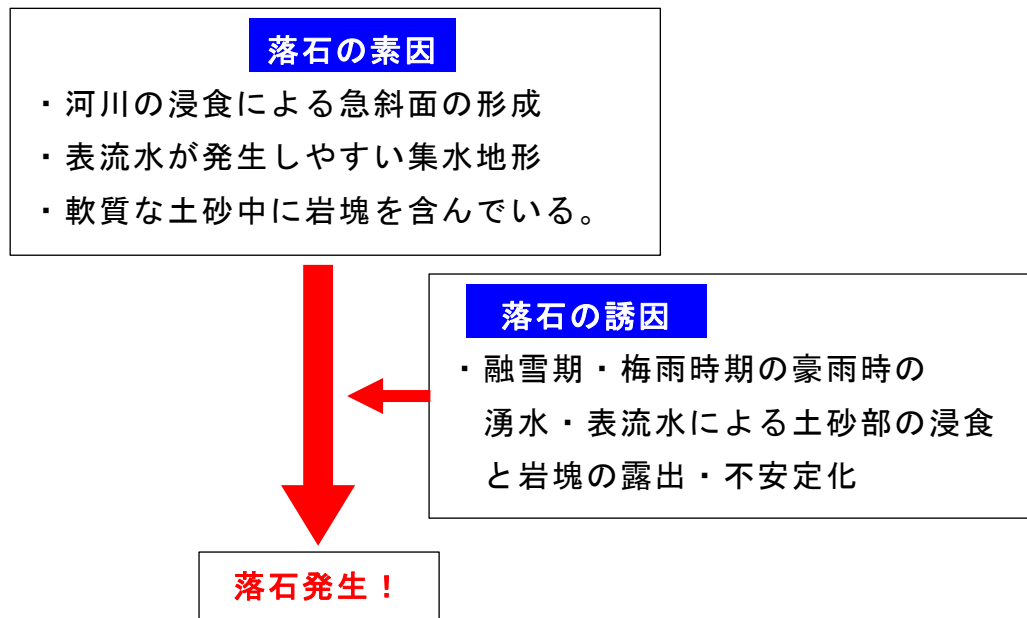 落石の素因
・河川の浸食による急斜面の形成
・表流水が発生しやすい集水地形
・軟質な土砂中に岩塊を含んでいる。
落石の誘因
・融雪期・梅雨時期の豪雨時の
湧水・表流水による土砂部の浸食
と岩塊の露出・不安定化
落石発生！